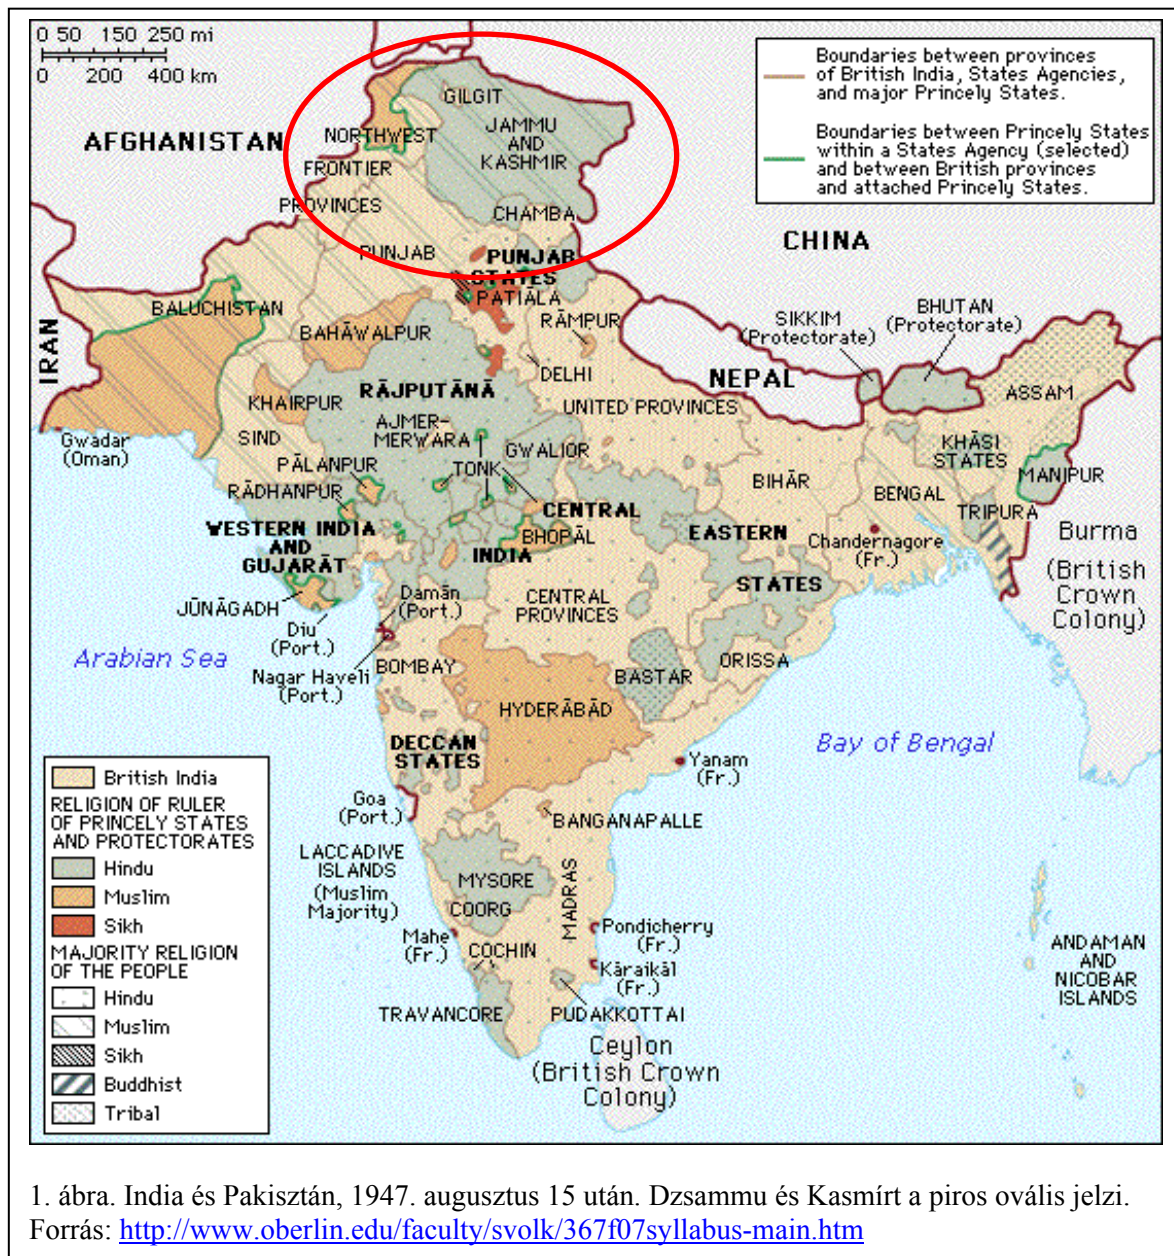 0 50 150 250 mi
0 200 400 km
Boundaries between provinces
of British India, States Agencies,
and major Princely States.
Boundaries between Princely States
within a States Agency (selected)
and between British provinces
and attached Princely States.
AFGHANISTAN
GILGIT
JAMMU
AND
KASHMIR
NORTHWEST
FRONTIER
PROVINCES
CHAMBA
PUNJAB
PUNJAB
STATES
PATIĀLA
CHINA
IRAN
BALUCHISTAN
BAHĀWALPUR
RĀMPUR
DELHI
SIKKIM
(Protectorate)
BHUTAN
(Protectorate)
NEPAL
ASSAM
KHAIRPUR
RĀJPUTĀNĀ
UNITED PROVINCES
Gwadar
(Oman)
SIND
AJMER-
MERWARA
GWALIOR
KHĀSI
STATES
MANIPUR
PĀLANPUR
TONK
BIHĀR
BENGAL
RĀDHANPUR
CENTRAL
INDIA
TRIPURA
WESTERN INDIA
AND
GUJARĀT
BHOPĀL
EASTERN
STATES
Chandernagore
(Fr.)
Burma
(British
Crown
Colony)
JŪNĀGADH
Diu
(Port.)
Damān
(Port.)
CENTRAL
PROVINCES
Arabian Sea
Nagar Haveli
(Port.)
BOMBAY
BASTAR
ORISSA
HYDERĀBĀD
DECCAN
STATES
Bay of Bengal
Yanam
(Fr.)
Goa
(Port.)
BANGANAPALLE
LACCADIVE
ISLANDS
(Muslim
Majority)
MYSORE
COORG
MADRAS
Mahe
(Fr.)
COCHIN
Pondicherry
(Fr.)
Kāraikāl
(Fr.)
TRAVANCORE
PUDAKKOTTAI
ANDAMAN
AND
NICOBAR
ISLANDS
Ceylon
(British Crown
Colony)
British India
RELIGION OF RULER
OF PRINCELY STATES
AND PROTECTORATES
Hindu
Muslim
Sikh
MAJORITY RELIGION
OF THE PEOPLE
Hindu
Muslim
Sikh
Buddhist
Tribal
1. ábra. India és Pakisztán, 1947. augusztus 15 után. Dzsammu és Kasmírt a piros ovális jelzi.
Forrás: http://www.oberlin.edu/faculty/svolk/367f07syllabus-main.htm